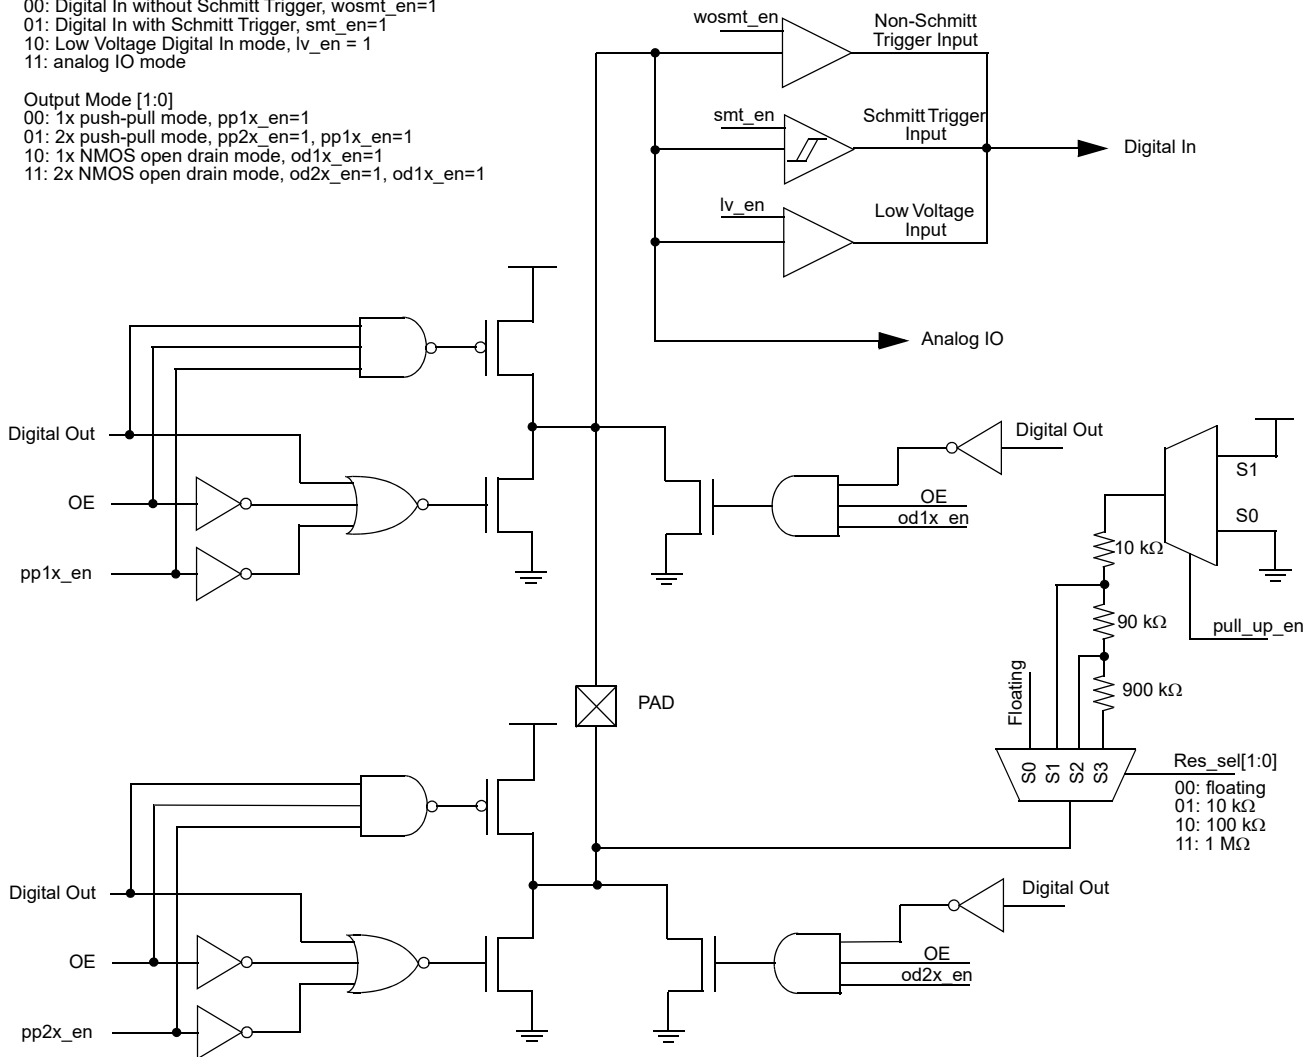 00: Digital In without Schmitt Trigger, wosmt_en=1
01: Digital In with Schmitt Trigger, smt_en=1
10: Low Voltage Digital In mode, lv_en = 1
11: analog IO mode
Output Mode [1:0]
00: 1x push-pull mode, pp1x_en=1
01: 2x push-pull mode, pp2x_en=1, pp1x_en=1
10: 1x NMOS open drain mode, od1x_en=1
11: 2x NMOS open drain mode, od2x_en=1, od1x_en=1
wosmt_en
Non-Schmitt
Trigger Input
smt_en
Schmitt Trigger
Input
Digital In
lv_en
Low Voltage
Input
Analog IO
Digital Out
OE
pp1x_en
Digital Out
OE
od1x_en
S1
S0
10 kΩ
90 kΩ
pull_up_en
900 kΩ
Floating
PAD
S0
S1
S2
S3
Res_sel[1:0]
00: floating
01: 10 kΩ
10: 100 kΩ
11: 1 MΩ
Digital Out
OE
pp2x_en
Digital Out
OE
od2x_en